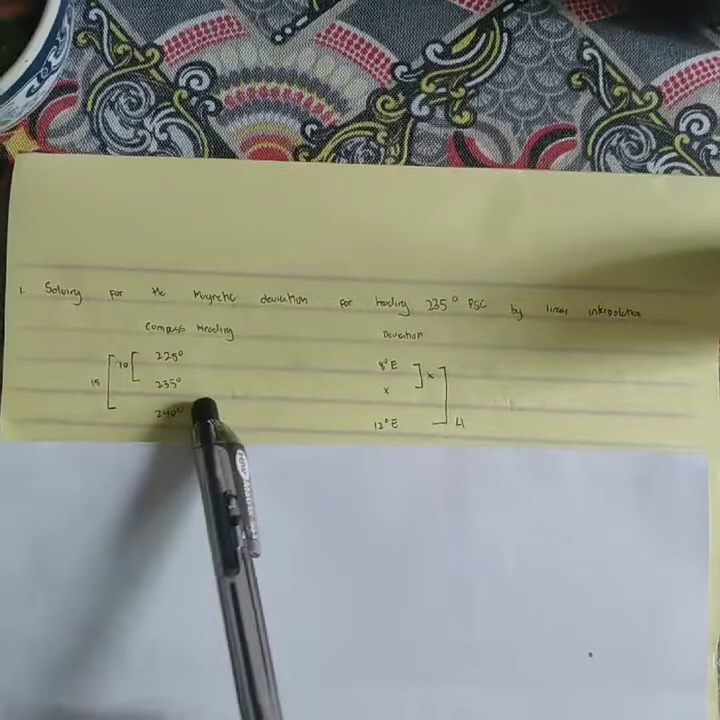 1. Solving for the Magnetic deviation for heading 235° PSC by linear interpolation
Compass Heading Deviation
225° 8°E
10 x
15 235° x
240° 12°E 4